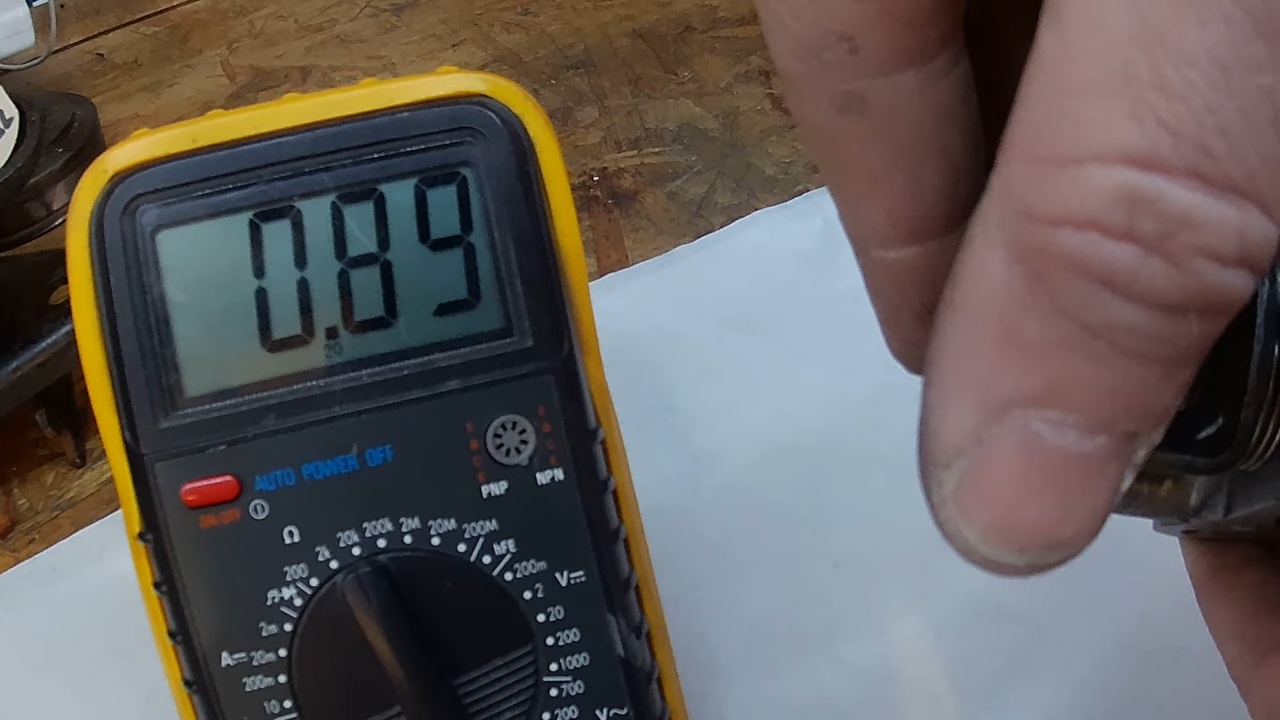 0.89
20
AUTO POWER OFF
ON/OFF
PNP
NPN
Ω
200
2k
20k
200k
2M
20M
200M
hFE
200m
2
20
200
1000
700
200
V⎓
V~
A⎓
2m
20m
200m
10